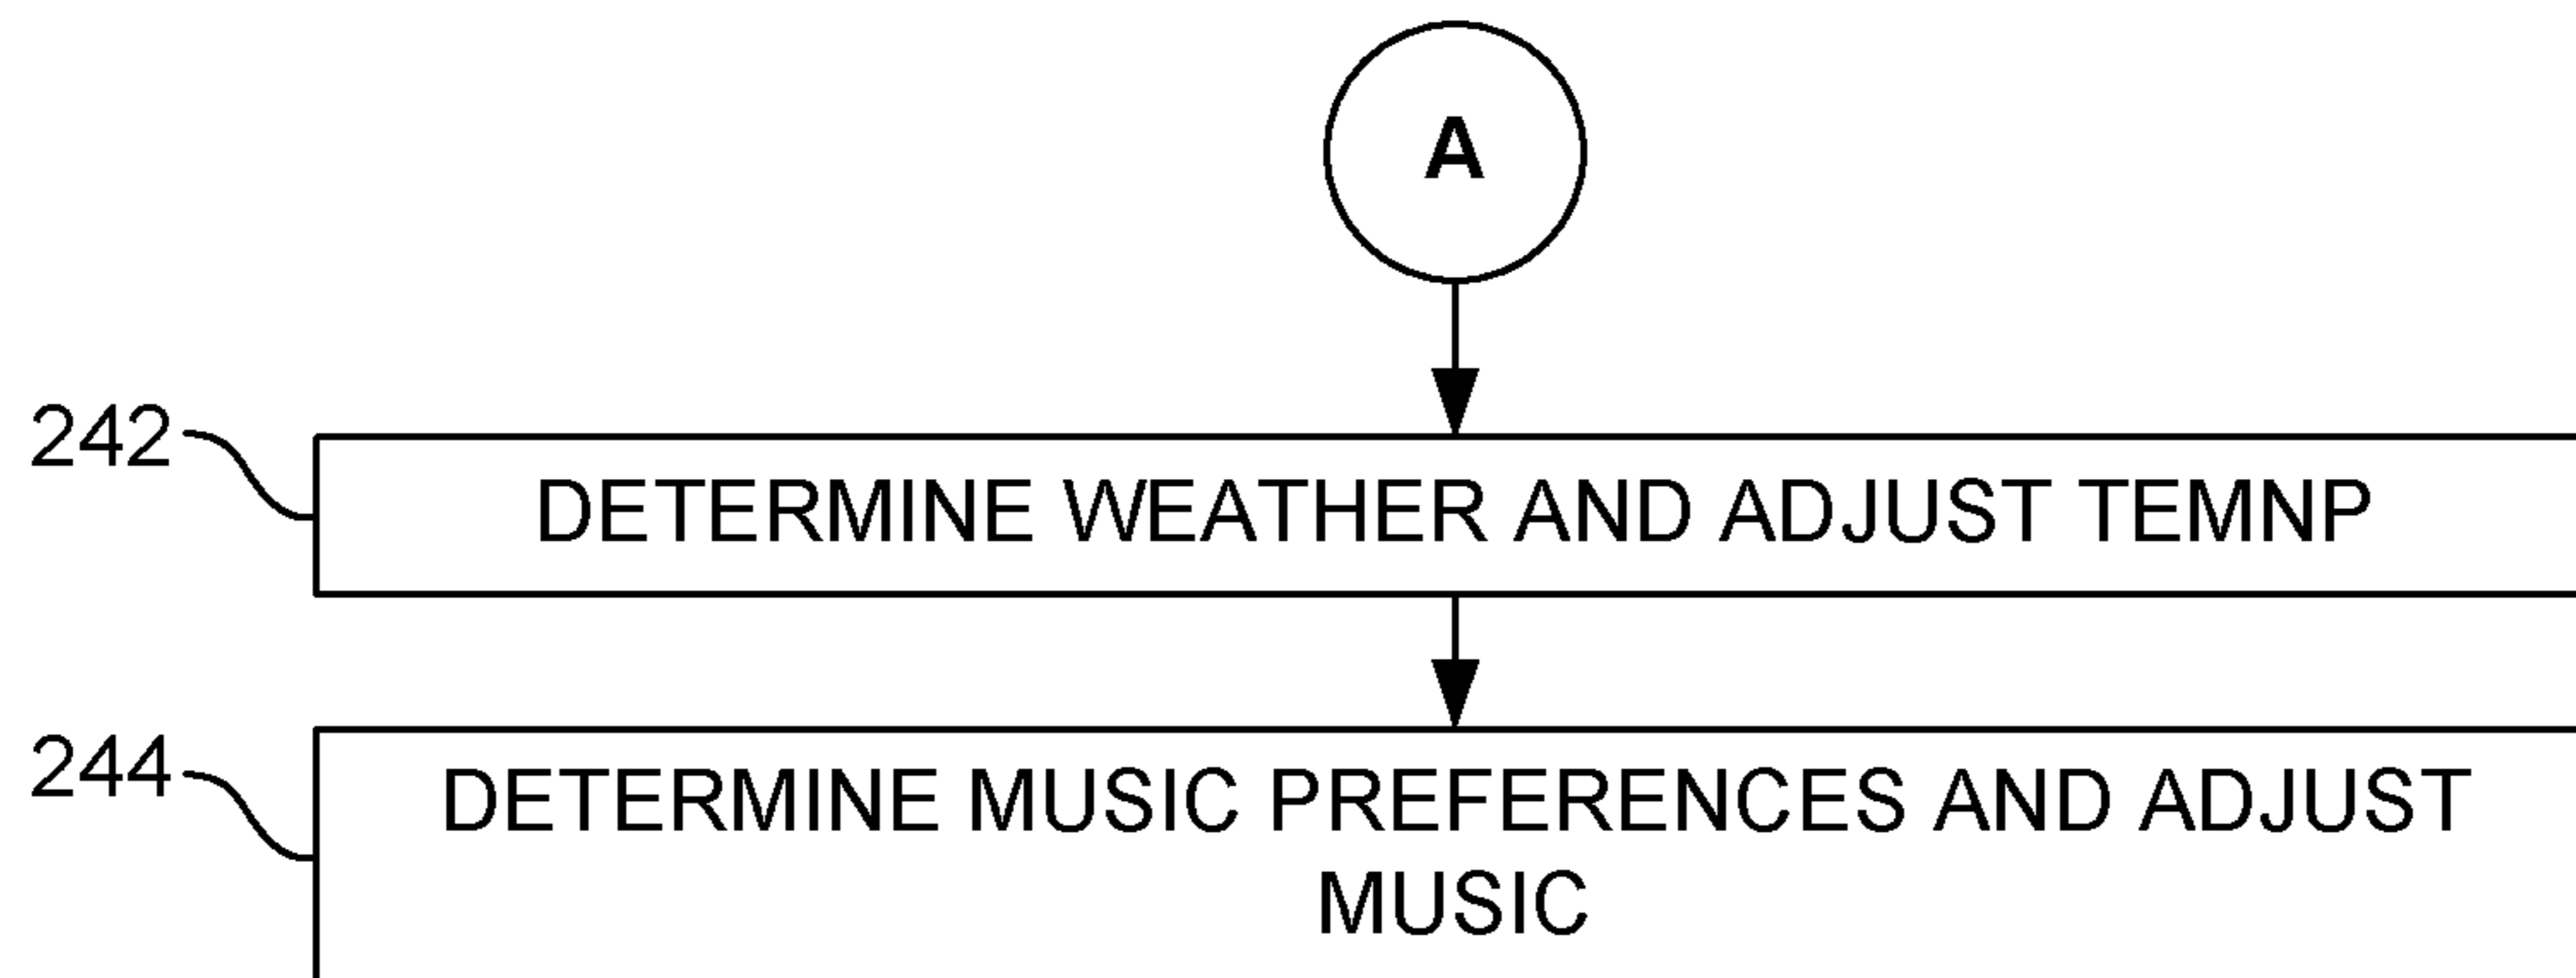 A
242
DETERMINE WEATHER AND ADJUST TEMNP
244
DETERMINE MUSIC PREFERENCES AND ADJUST
MUSIC